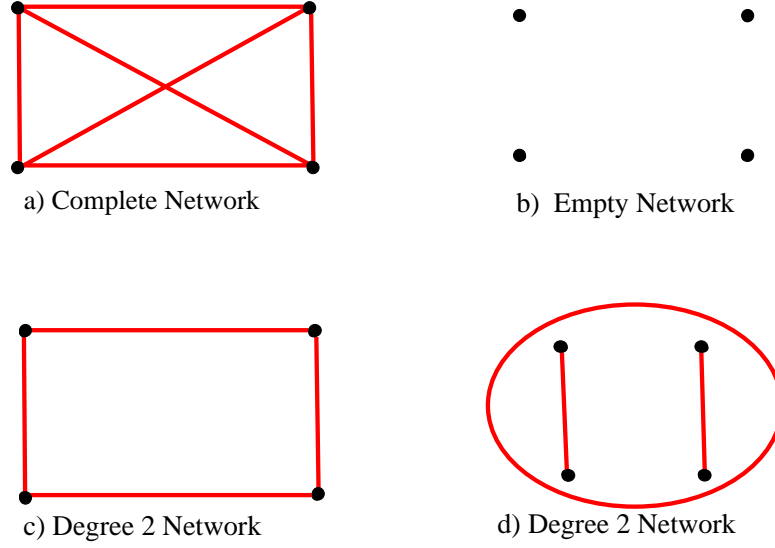 a) Complete Network
b) Empty Network
c) Degree 2 Network
d) Degree 2 Network